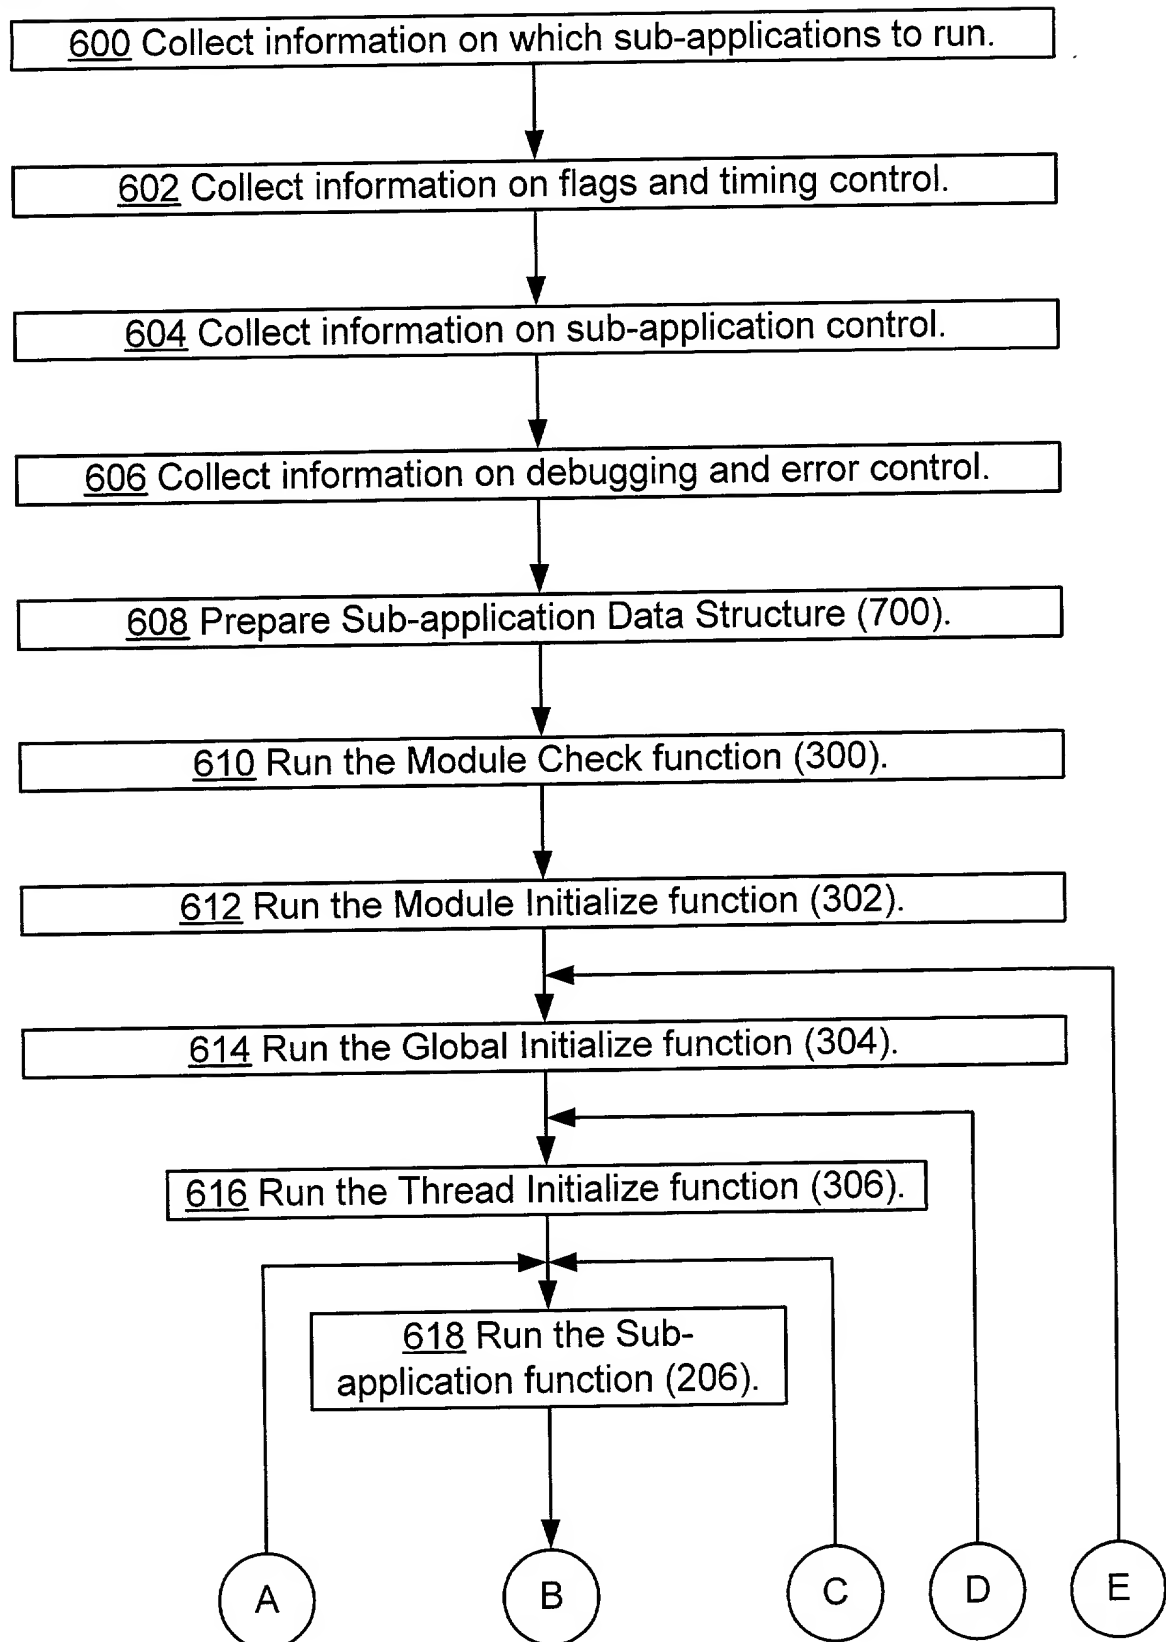 600 Collect information on which sub-applications to run.
602 Collect information on flags and timing control.
604 Collect information on sub-application control.
606 Collect information on debugging and error control.
608 Prepare Sub-application Data Structure (700).
610 Run the Module Check function (300).
612 Run the Module Initialize function (302).
614 Run the Global Initialize function (304).
616 Run the Thread Initialize function (306).
618 Run the Sub-
application function (206).
A
B
C
D
E